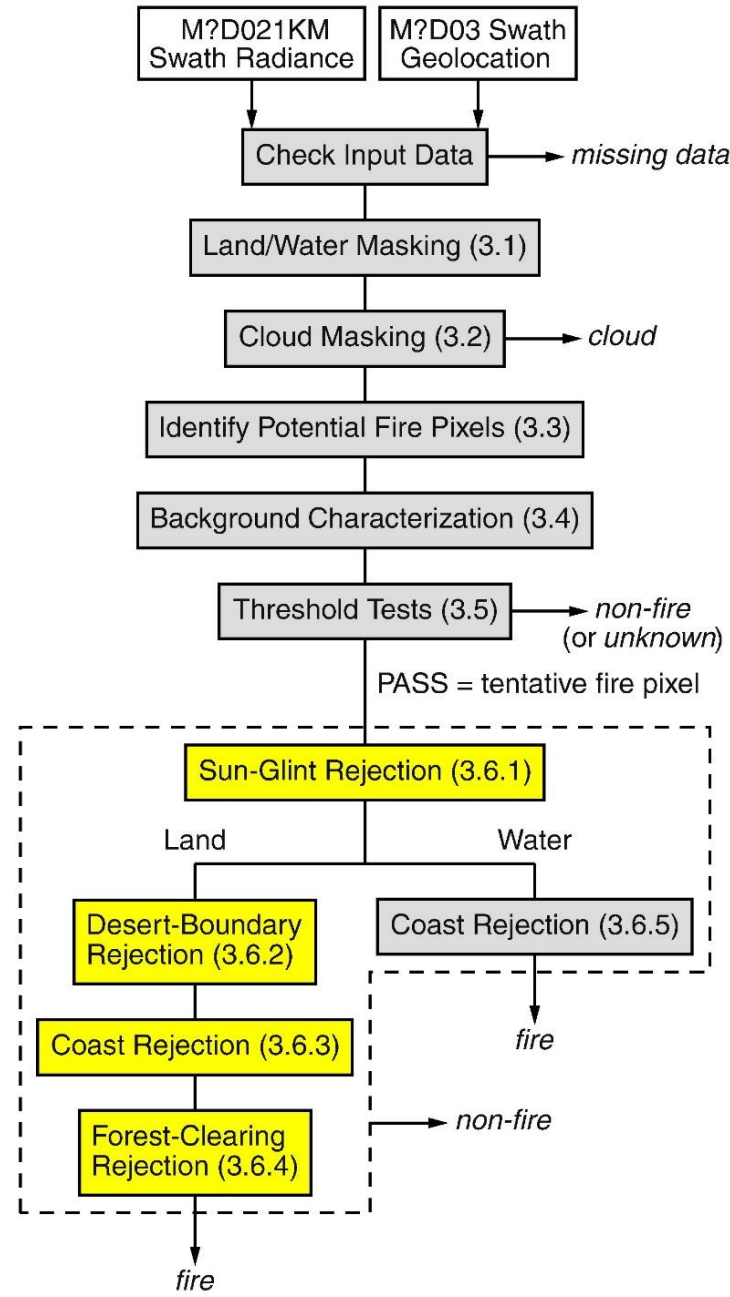 M?D021KM
Swath Radiance
M?D03 Swath
Geolocation
Check Input Data
missing data
Land/Water Masking (3.1)
Cloud Masking (3.2)
cloud
Identify Potential Fire Pixels (3.3)
Background Characterization (3.4)
Threshold Tests (3.5)
non-fire
(or unknown)
PASS = tentative fire pixel
Sun-Glint Rejection (3.6.1)
Land
Water
Desert-Boundary
Rejection (3.6.2)
Coast Rejection (3.6.5)
fire
Coast Rejection (3.6.3)
Forest-Clearing
Rejection (3.6.4)
non-fire
fire